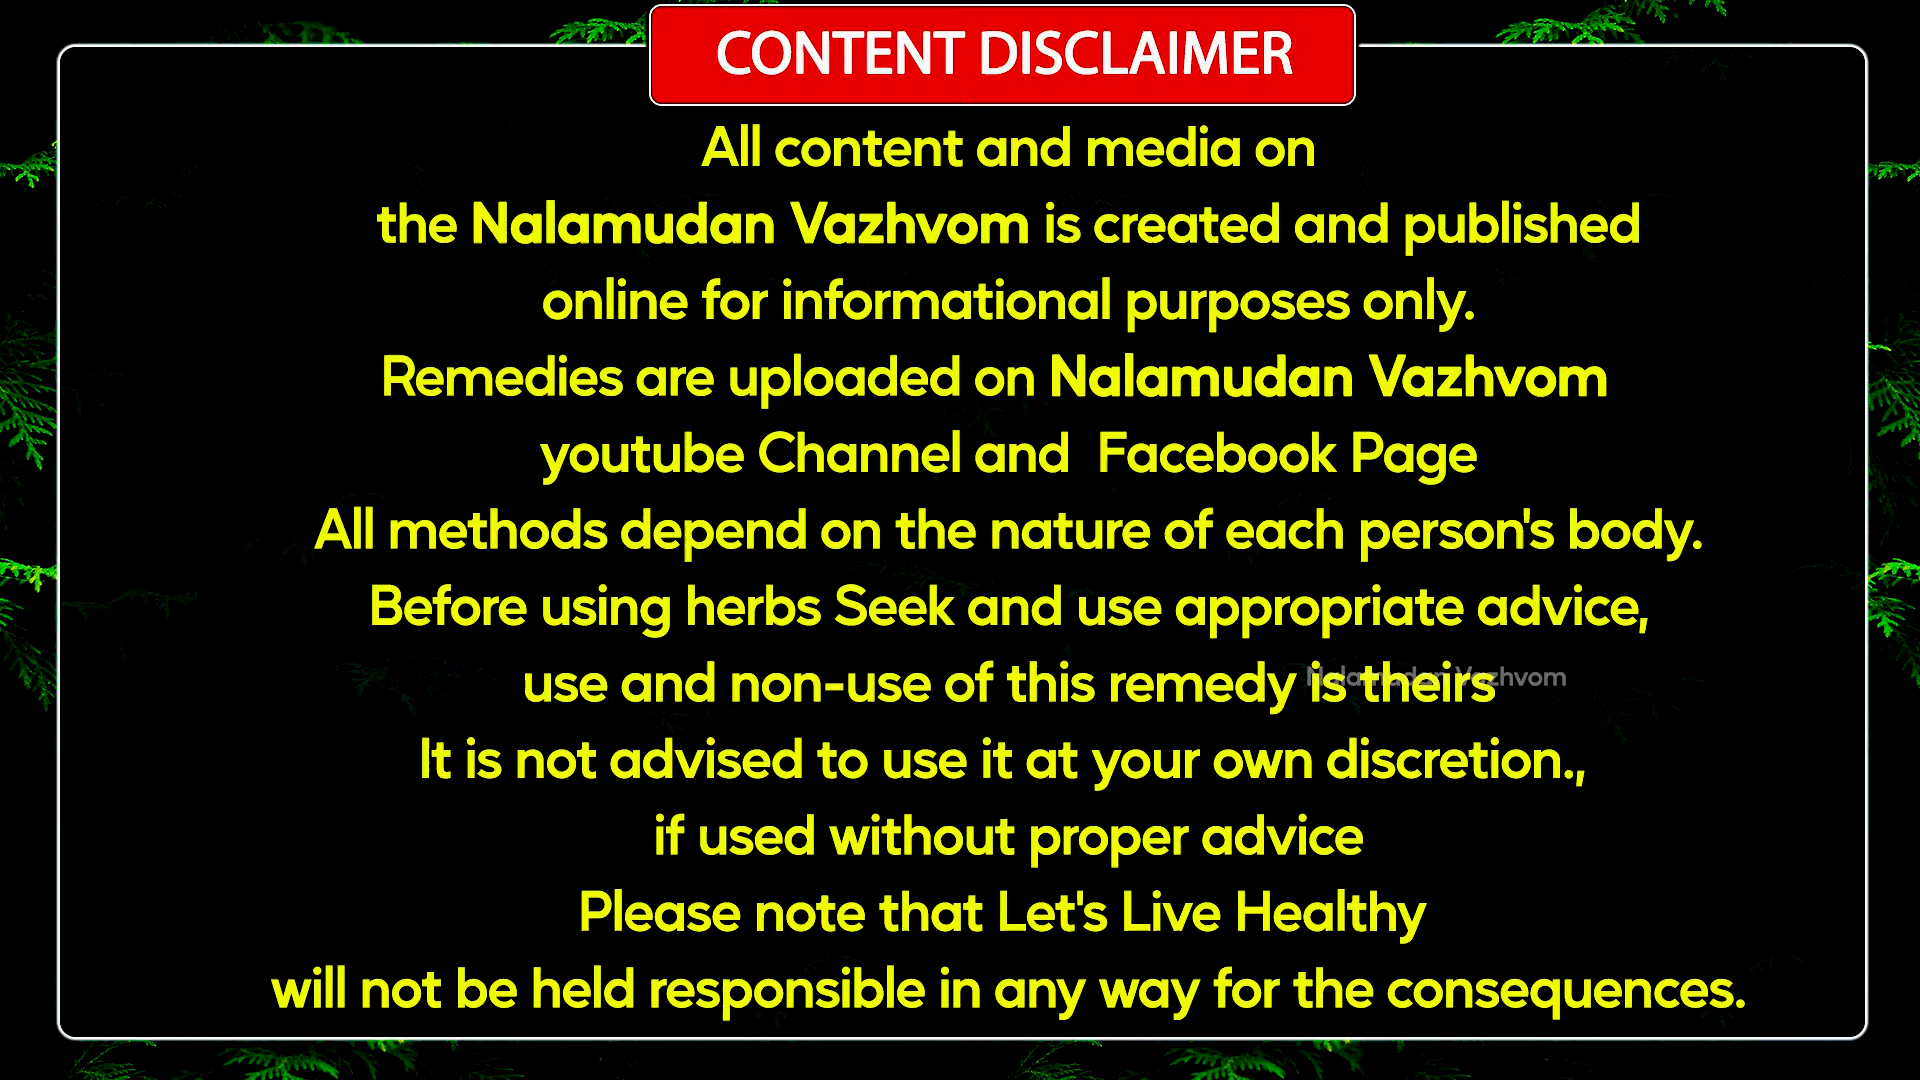 CONTENT DISCLAIMER
All content and media on
the Nalamudan Vazhvom is created and published
online for informational purposes only.
Remedies are uploaded on Nalamudan Vazhvom
youtube Channel and  Facebook Page
All methods depend on the nature of each person's body.
Before using herbs Seek and use appropriate advice,
use and non-use of this remedy is theirs
Nalamudan Vazhvom
It is not advised to use it at your own discretion.,
if used without proper advice
Please note that Let's Live Healthy
will not be held responsible in any way for the consequences.